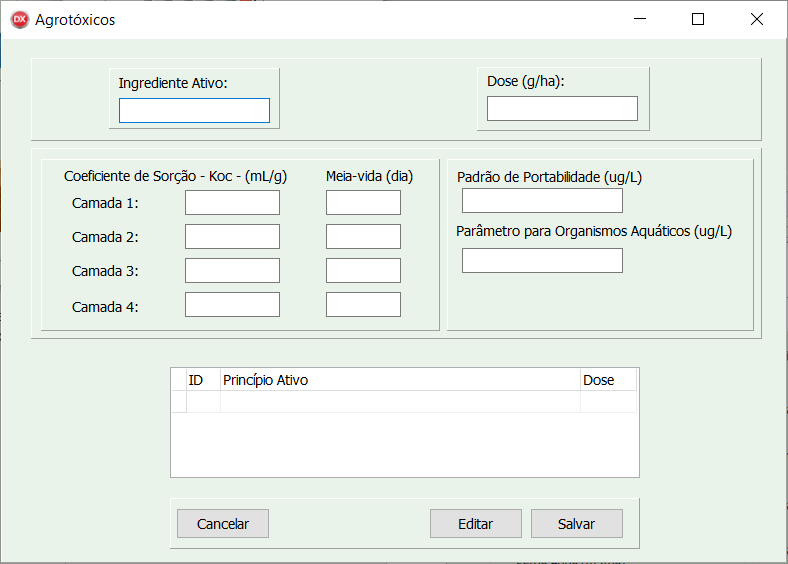 DX Agrotóxicos
Ingrediente Ativo:
Dose (g/ha):
Coeficiente de Sorção - Koc - (mL/g)
Meia-vida (dia)
Camada 1:
Camada 2:
Camada 3:
Camada 4:
Padrão de Portabilidade (ug/L)
Parâmetro para Organismos Aquáticos (ug/L)
ID Princípio Ativo Dose
Cancelar Editar Salvar